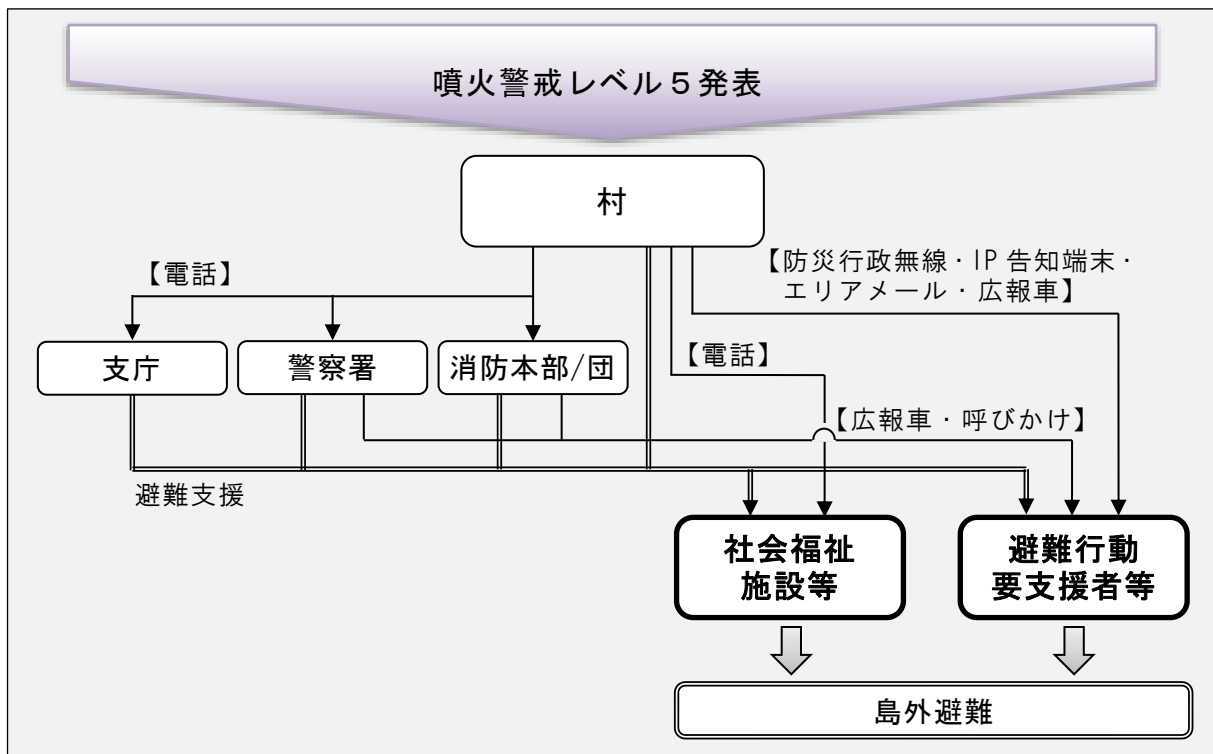 噴火警戒レベル５発表
村
【電話】
【防災行政無線・IP 告知端末・
エリアメール・広報車】
支庁
警察署
消防本部/団
【電話】
【広報車・呼びかけ】
避難支援
社会福祉
施設等
避難行動
要支援者等
島外避難